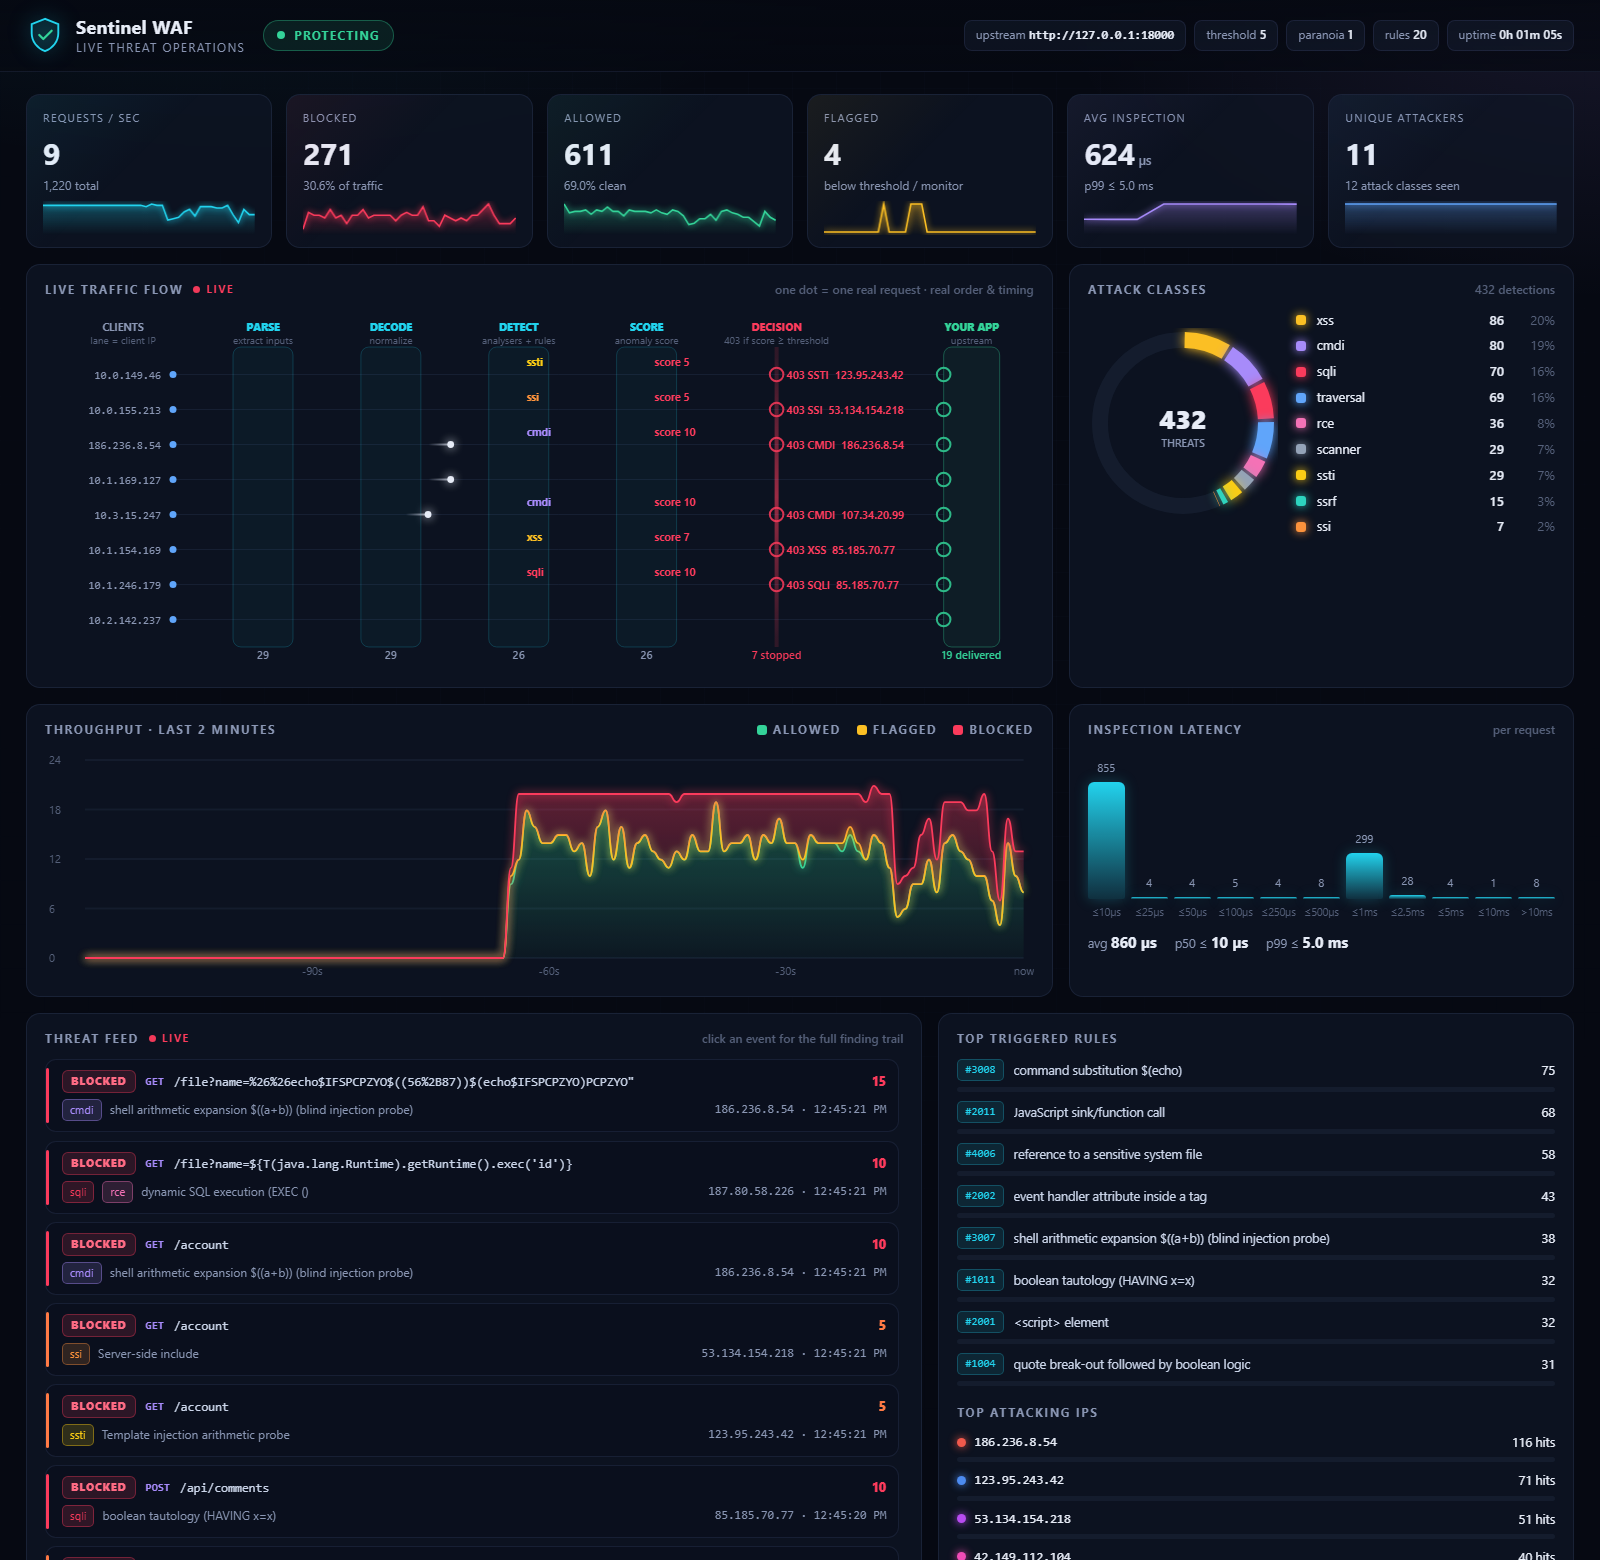 Sentinel WAF
LIVE THREAT OPERATIONS
PROTECTING
upstream http://127.0.0.1:18000
threshold 5
paranoia 1
rules 20
uptime 0h 01m 05s
REQUESTS / SEC
9
1,220 total
BLOCKED
271
30.6% of traffic
ALLOWED
611
69.0% clean
FLAGGED
4
below threshold / monitor
AVG INSPECTION
624 µs
p99 ≤ 5.0 ms
UNIQUE ATTACKERS
11
12 attack classes seen
LIVE TRAFFIC FLOW LIVE
one dot = one real request · real order & timing
CLIENTS PARSE DECODE DETECT SCORE DECISION YOUR APP
lane = client IP extract inputs normalize analysers + rules anomaly score 403 if score ≥ threshold upstream
ssti score 5
10.0.149.46 403 SSTI 123.95.243.42
ssi score 5
10.0.155.213 403 SSI 53.134.154.218
cmdi score 10
186.236.8.54 403 CMDI 186.236.8.54
10.1.169.127
cmdi score 10
10.3.15.247 403 CMDI 107.34.20.99
xss score 7
10.1.154.169 403 XSS 85.185.70.77
sqli score 10
10.1.246.179 403 SQLI 85.185.70.77
10.2.142.237
29 29 26 26 7 stopped 19 delivered
ATTACK CLASSES
432 detections
432
THREATS
xss 86 20%
cmdi 80 19%
sqli 70 16%
traversal 69 16%
rce 36 8%
scanner 29 7%
ssti 29 7%
ssrf 15 3%
ssi 7 2%
THROUGHPUT · LAST 2 MINUTES
ALLOWED FLAGGED BLOCKED
24
18
12
6
0
-90s -60s -30s now
INSPECTION LATENCY
per request
855 4 4 5 4 8 299 28 4 1 8
≤10µs ≤25µs ≤50µs ≤100µs ≤250µs ≤500µs ≤1ms ≤2.5ms ≤5ms ≤10ms >10ms
avg 860 µs p50 ≤ 10 µs p99 ≤ 5.0 ms
THREAT FEED LIVE
click an event for the full finding trail
BLOCKED GET /file?name=%26%26echo$IFSPCPZYO$((56%2B87))$(echo$IFSPCPZYO)PCPZYO" 15
cmdi shell arithmetic expansion $((a+b)) (blind injection probe) 186.236.8.54 · 12:45:21 PM
BLOCKED GET /file?name=${T(java.lang.Runtime).getRuntime().exec('id')} 10
sqli rce dynamic SQL execution (EXEC () 187.80.58.226 · 12:45:21 PM
BLOCKED GET /account 10
cmdi shell arithmetic expansion $((a+b)) (blind injection probe) 186.236.8.54 · 12:45:21 PM
BLOCKED GET /account 5
ssi Server-side include 53.134.154.218 · 12:45:21 PM
BLOCKED GET /account 5
ssti Template injection arithmetic probe 123.95.243.42 · 12:45:21 PM
BLOCKED POST /api/comments 10
sqli boolean tautology (HAVING x=x) 85.185.70.77 · 12:45:20 PM
TOP TRIGGERED RULES
#3008 command substitution $(echo) 75
#2011 JavaScript sink/function call 68
#4006 reference to a sensitive system file 58
#2002 event handler attribute inside a tag 43
#3007 shell arithmetic expansion $((a+b)) (blind injection probe) 38
#1011 boolean tautology (HAVING x=x) 32
#2001 <script> element 32
#1004 quote break-out followed by boolean logic 31
TOP ATTACKING IPS
186.236.8.54 116 hits
123.95.243.42 71 hits
53.134.154.218 51 hits
42.149.112.104 40 hits